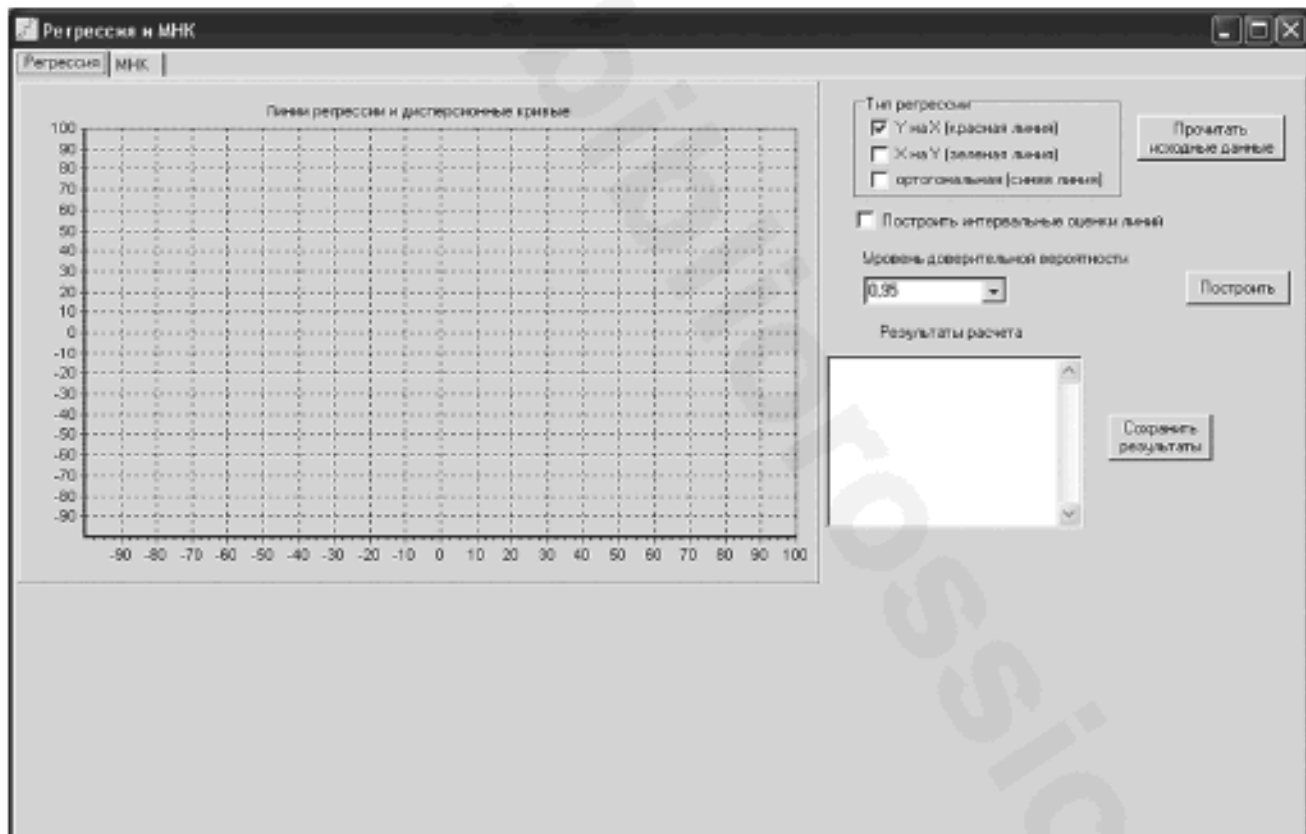 Регрессия и МНК
Регрессия МНК
Линии регрессии и дисперсионные кривые
100
90
80
70
60
50
40
30
20
10
0
-10
-20
-30
-40
-50
-60
-70
-80
-90
-90 -80 -70 -60 -50 -40 -30 -20 -10 0 10 20 30 40 50 60 70 80 90 100
Тип регрессии
Y на X (красная линия)
X на Y (зеленая линия)
ортогональная (синяя линия)
Прочитать
исходные данные
Построить интервальные оценки линий
Уровень доверительной вероятности
0,95
Построить
Результаты расчета
Сохранить
результаты
bibliorossic